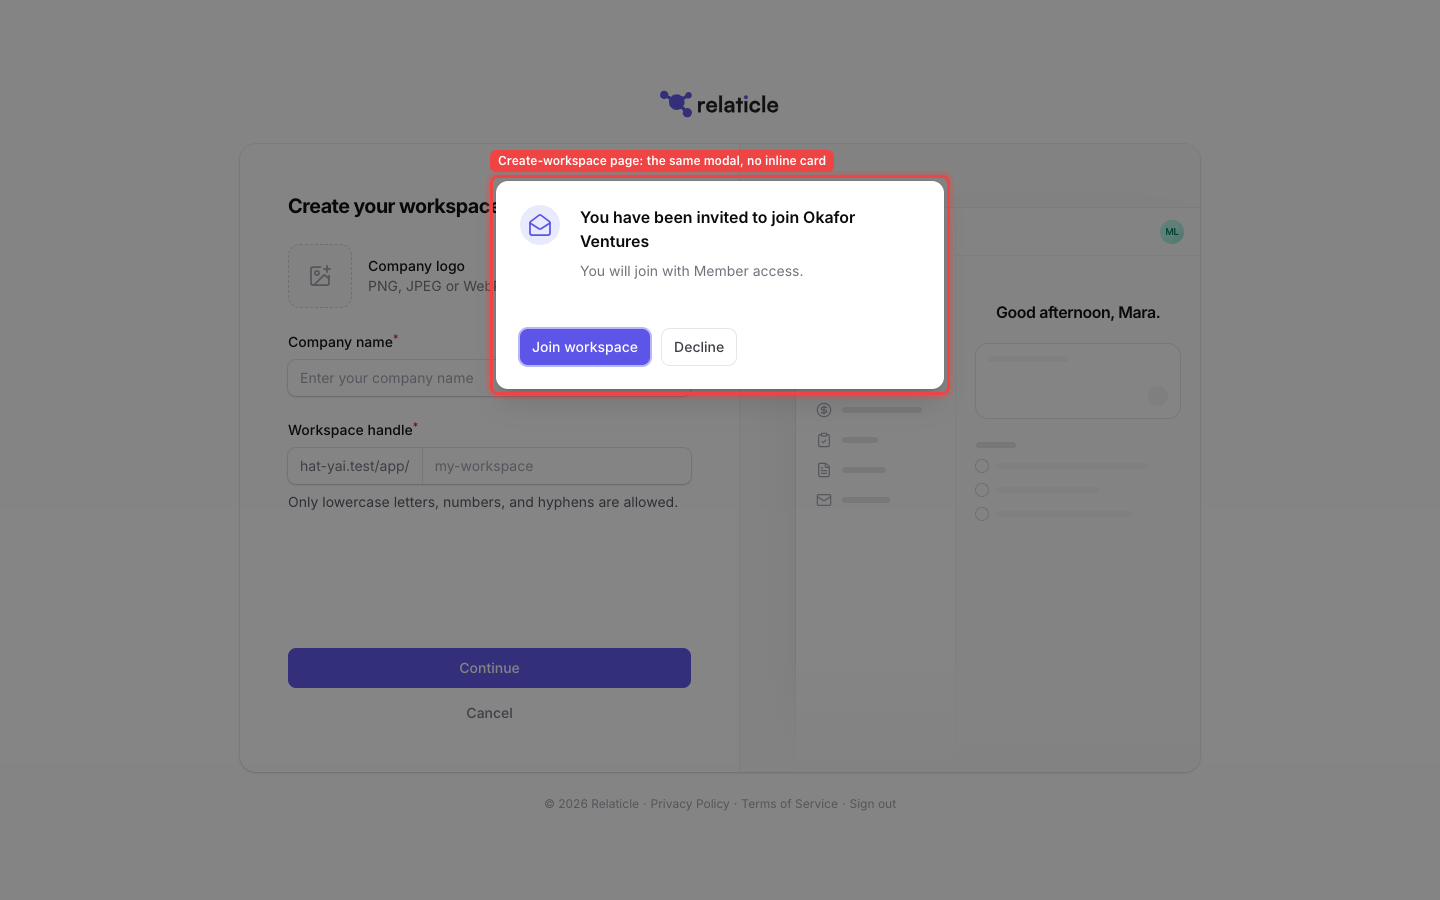 relaticle
Create-workspace page: the same modal, no inline card
Create your workspace
You have been invited to join Okafor
Ventures
You will join with Member access.
Join workspace
Decline
Company logo
PNG, JPEG or Web
Company name*
Enter your company name
Workspace handle*
hat-yai.test/app/
my-workspace
Only lowercase letters, numbers, and hyphens are allowed.
Continue
Cancel
ML
Good afternoon, Mara.
© 2026 Relaticle · Privacy Policy · Terms of Service · Sign out